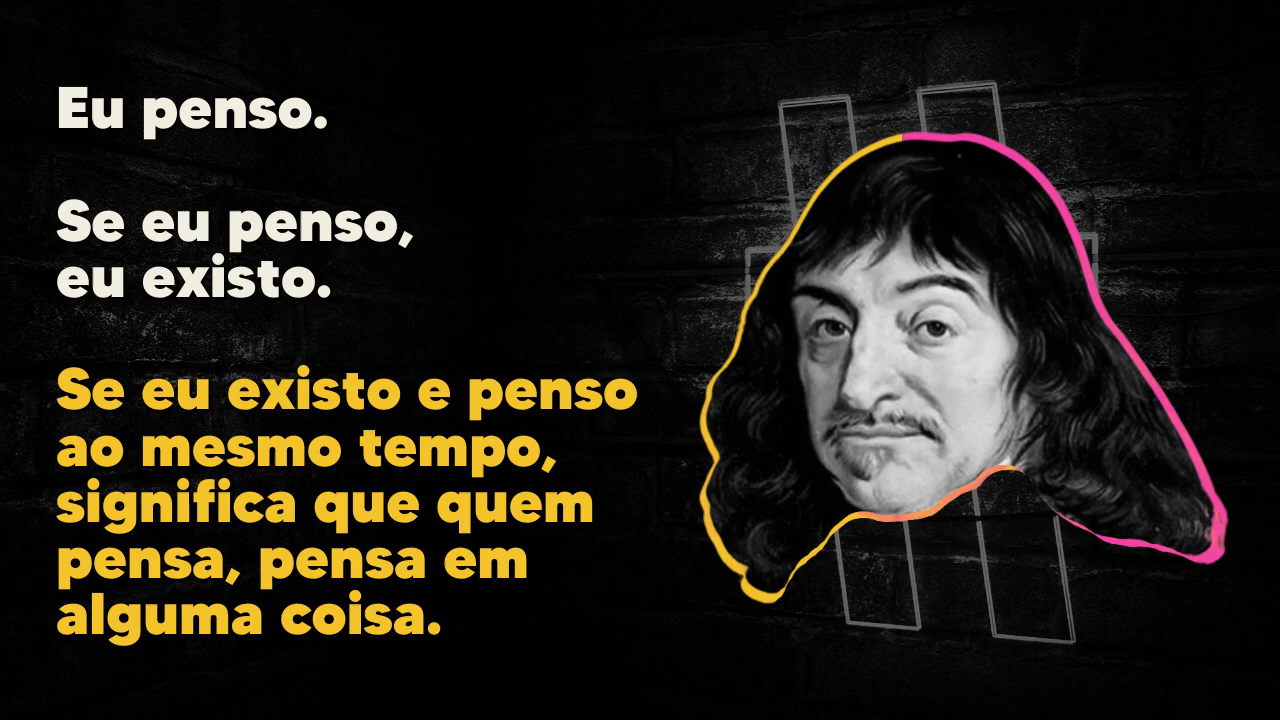 Eu penso.
Se eu penso,
eu existo.
Se eu existo e penso
ao mesmo tempo,
significa que quem
pensa, pensa em
alguma coisa.